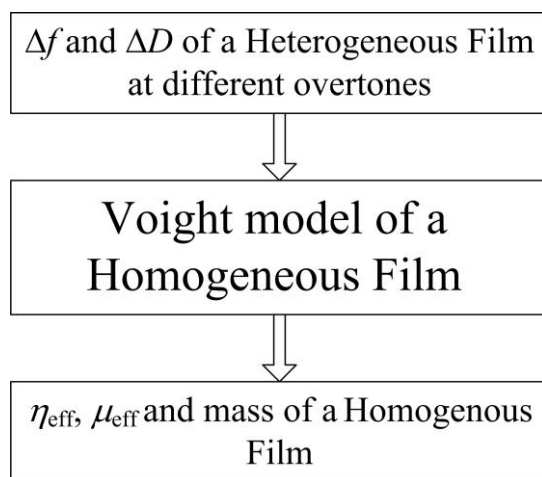 Δf and ΔD of a Heterogeneous Film
at different overtones
Voight model of a
Homogeneous Film
ηeff, μeff and mass of a Homogenous
Film